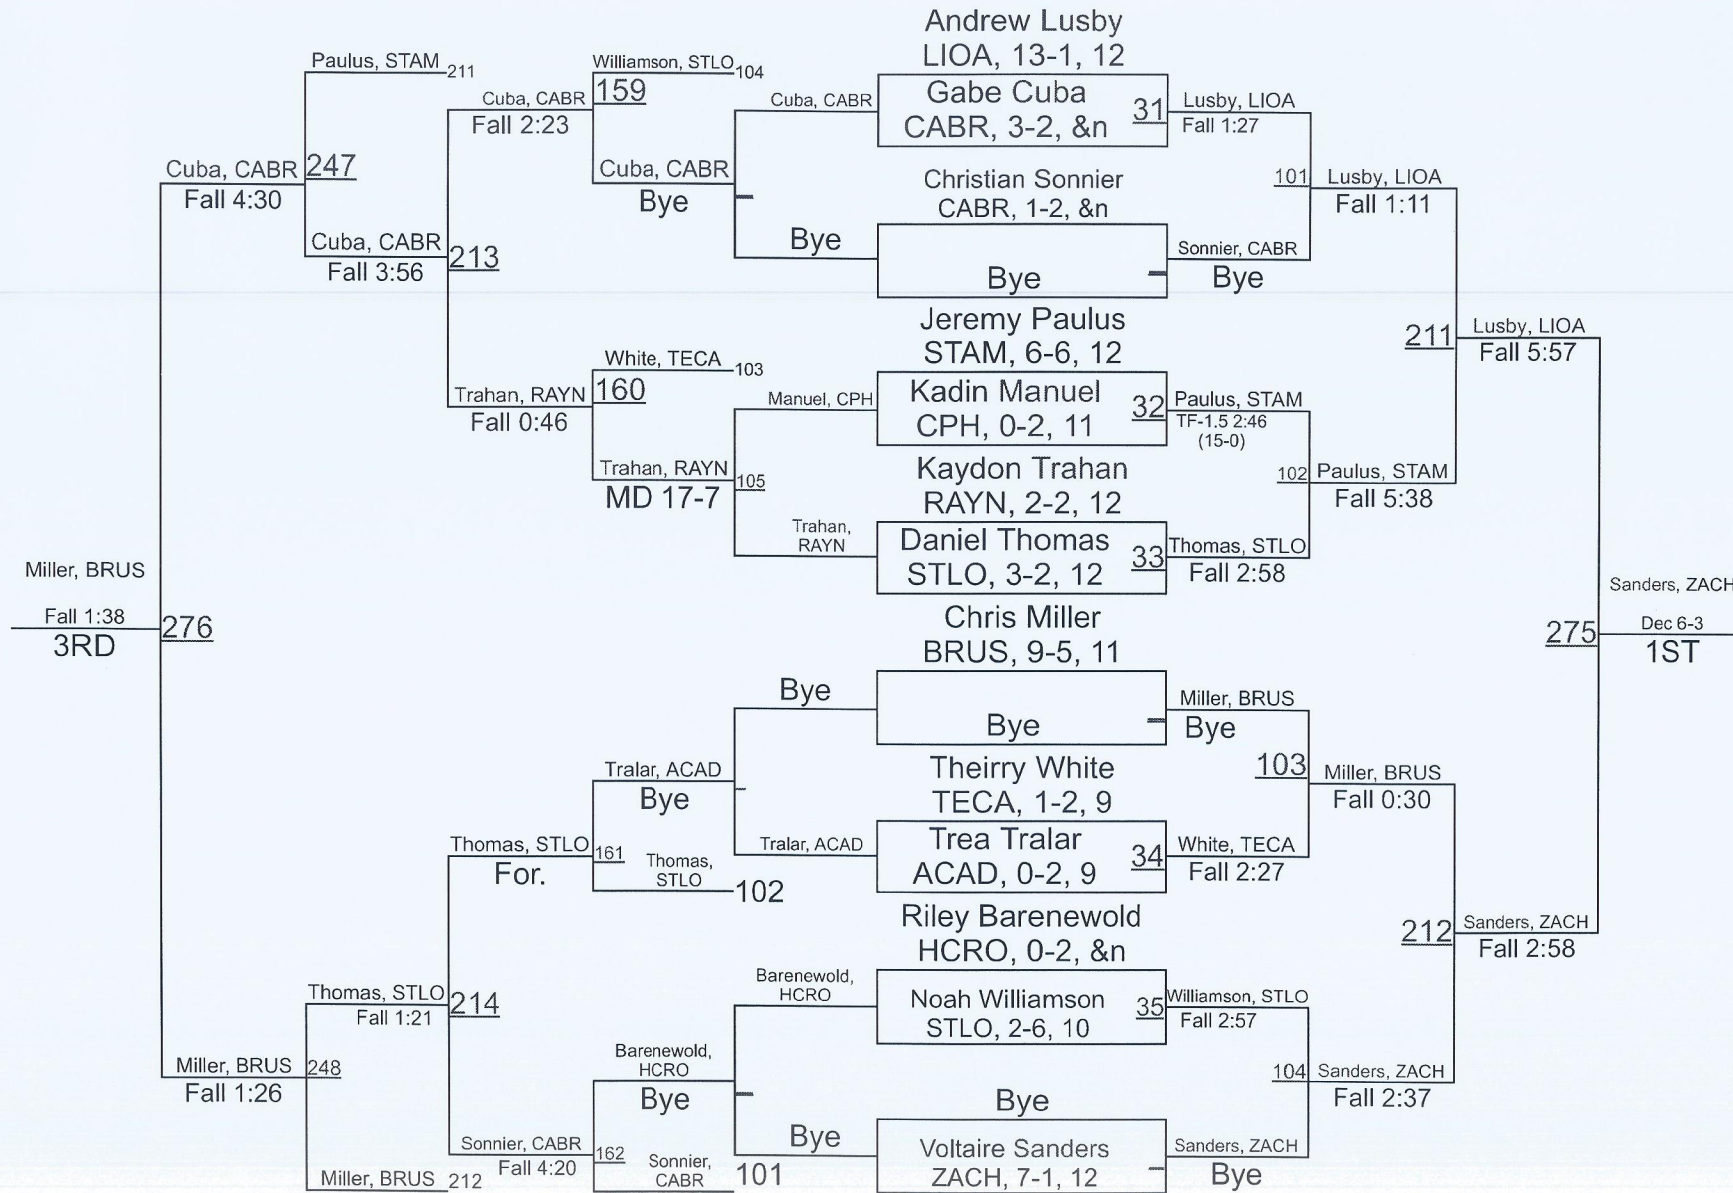 Andrew Lusby
LIOA, 13-1, 12
Gabe Cuba
CABR, 3-2, &n
31
Christian Sonnier
CABR, 1-2, &n
Bye
Jeremy Paulus
STAM, 6-6, 12
Kadin Manuel
CPH, 0-2, 11
32
Kaydon Trahan
RAYN, 2-2, 12
Daniel Thomas
STLO, 3-2, 12
33
Chris Miller
BRUS, 9-5, 11
Bye
Theirry White
TECA, 1-2, 9
Trea Tralar
ACAD, 0-2, 9
34
Riley Barenewold
HCRO, 0-2, &n
Noah Williamson
STLO, 2-6, 10
35
Bye
Voltaire Sanders
ZACH, 7-1, 12
Lusby, LIOA
Fall 1:27
Sonnier, CABR
Bye
Paulus, STAM
TF-1.5 2:46
(15-0)
Thomas, STLO
Fall 2:58
Miller, BRUS
Bye
White, TECA
Fall 2:27
Williamson, STLO
Fall 2:57
Sanders, ZACH
Bye
101
Lusby, LIOA
Fall 1:11
102
Paulus, STAM
Fall 5:38
103
Miller, BRUS
Fall 0:30
104
Sanders, ZACH
Fall 2:37
211
Lusby, LIOA
Fall 5:57
212
Sanders, ZACH
Fall 2:58
275
Sanders, ZACH
Dec 6-3
1ST
Cuba, CABR
Bye
Manuel, CPH
Trahan,
RAYN
Bye
Tralar, ACAD
Barenewold,
HCRO
Bye
Williamson, STLO
104
159
Cuba, CABR
Bye
White, TECA
103
160
Trahan, RAYN
MD 17-7
105
Tralar, ACAD
Bye
161
Thomas,
STLO
102
Barenewold,
HCRO
Bye
162
Sonnier,
CABR
101
Cuba, CABR
Fall 2:23
Trahan, RAYN
Fall 0:46
Thomas, STLO
For.
Sonnier, CABR
Fall 4:20
Paulus, STAM
211
247
Cuba, CABR
Fall 3:56
213
Thomas, STLO
Fall 1:21
214
248
Miller, BRUS
212
Cuba, CABR
Fall 4:30
Miller, BRUS
Fall 1:26
276
Miller, BRUS
Fall 1:38
3RD